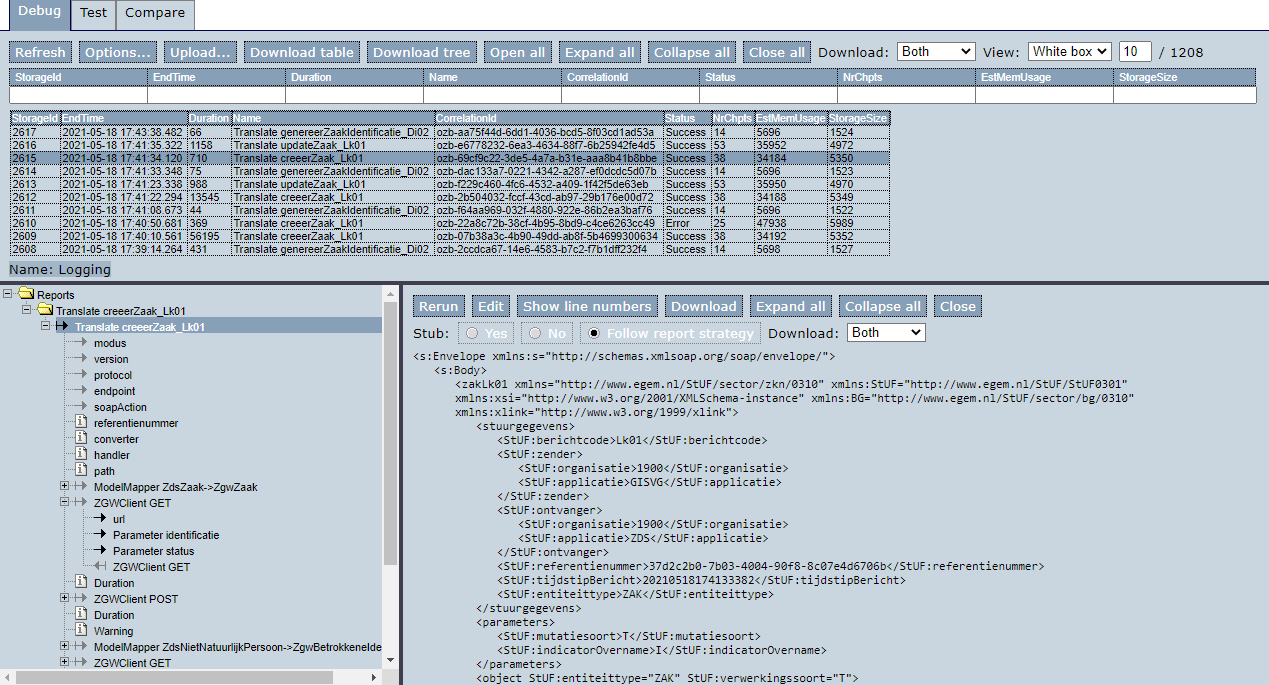 Debug Test Compare
Refresh Options... Upload... Download table Download tree Open all Expand all Collapse all Close all Download: Both View: White box 10 / 1208
StorageId EndTime Duration Name CorrelationId Status NrChpts EstMemUsage StorageSize
StorageId EndTime Duration Name CorrelationId Status NrChpts EstMemUsage StorageSize
2617 2021-05-18 17:43:38.482 66 Translate genereerZaakIdentificatie_Di02 ozb-aa75f44d-6dd1-4036-bcd5-8f03cd1ad53a Success 14 5696 1524
2616 2021-05-18 17:41:35.322 1158 Translate updateZaak_Lk01 ozb-e6778232-6ea3-4634-88f7-6b25942fe4d5 Success 53 35952 4972
2615 2021-05-18 17:41:34.120 710 Translate creeerZaak_Lk01 ozb-69cf9c22-3de5-4a7a-b31e-aaa8b41b8bbe Success 38 34184 5350
2614 2021-05-18 17:41:33.348 75 Translate genereerZaakIdentificatie_Di02 ozb-dac133a7-0221-4342-a287-ef0dcdc5d07b Success 14 5696 1523
2613 2021-05-18 17:41:23.338 988 Translate updateZaak_Lk01 ozb-f229c460-4fc6-4532-a409-1f42f5de63eb Success 53 35950 4970
2612 2021-05-18 17:41:22.294 13545 Translate creeerZaak_Lk01 ozb-2b504032-fccf-43cd-ab97-29b176e00d72 Success 38 34188 5349
2611 2021-05-18 17:41:08.673 44 Translate genereerZaakIdentificatie_Di02 ozb-f64aa969-032f-4880-922e-86b2ea3baf76 Success 14 5696 1522
2610 2021-05-18 17:40:50.681 369 Translate creeerZaak_Lk01 ozb-22a8c72b-38cf-4b95-8bd9-c4ce6263cc49 Error 25 47938 5989
2609 2021-05-18 17:40:10.561 56195 Translate creeerZaak_Lk01 ozb-07b38a3c-4b90-49dd-ab8f-5b4699300634 Success 38 34192 5352
2608 2021-05-18 17:39:14.264 431 Translate genereerZaakIdentificatie_Di02 ozb-2ccdca67-14e6-4583-b7c2-f7b1dff232f4 Success 14 5698 1527
Name: Logging
Reports
Translate creeerZaak_Lk01
Translate creeerZaak_Lk01
modus
version
protocol
endpoint
soapAction
referentienummer
converter
handler
path
ModelMapper ZdsZaak->ZgwZaak
ZGWClient GET
url
Parameter identificatie
Parameter status
ZGWClient GET
Duration
ZGWClient POST
Duration
Warning
ModelMapper ZdsNietNatuurlijkPersoon->ZgwBetrokkenelde
ZGWClient GET
Rerun Edit Show line numbers Download Expand all Collapse all Close
Stub: Yes No Follow report strategy Download: Both
<s:Envelope xmlns:s="http://schemas.xmlsoap.org/soap/envelope/">
<s:Body>
<zakLk01 xmlns="http://www.egem.nl/StUF/sector/zkn/0310" xmlns:StUF="http://www.egem.nl/StUF/StUF0301"
xmlns:xsi="http://www.w3.org/2001/XMLSchema-instance" xmlns:BG="http://www.egem.nl/StUF/sector/bg/0310"
xmlns:xlink="http://www.w3.org/1999/xlink">
<stuurgegevens>
<StUF:berichtcode>Lk01</StUF:berichtcode>
<StUF:zender>
<StUF:organisatie>1900</StUF:organisatie>
<StUF:applicatie>GISVG</StUF:applicatie>
</StUF:zender>
<StUF:ontvanger>
<StUF:organisatie>1900</StUF:organisatie>
<StUF:applicatie>ZDS</StUF:applicatie>
</StUF:ontvanger>
<StUF:referentienummer>37d2c2b0-7b03-4004-90f8-8c07e4d6706b</StUF:referentienummer>
<StUF:tijdstipBericht>20210518174133382</StUF:tijdstipBericht>
<StUF:entiteittype>ZAK</StUF:entiteittype>
</stuurgegevens>
<parameters>
<StUF:mutatiesoort>T</StUF:mutatiesoort>
<StUF:indicatorOvername>I</StUF:indicatorOvername>
</parameters>
<object StUF:entiteittype="ZAK" StUF:verwerkingssoort="T">